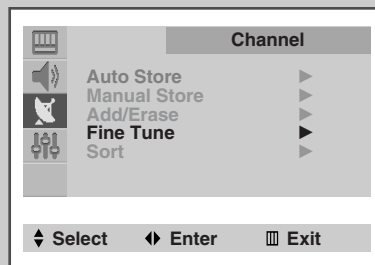 Channel
Auto Store
Manual Store
Add/Erase
Fine Tune
Sort
Select Enter Exit